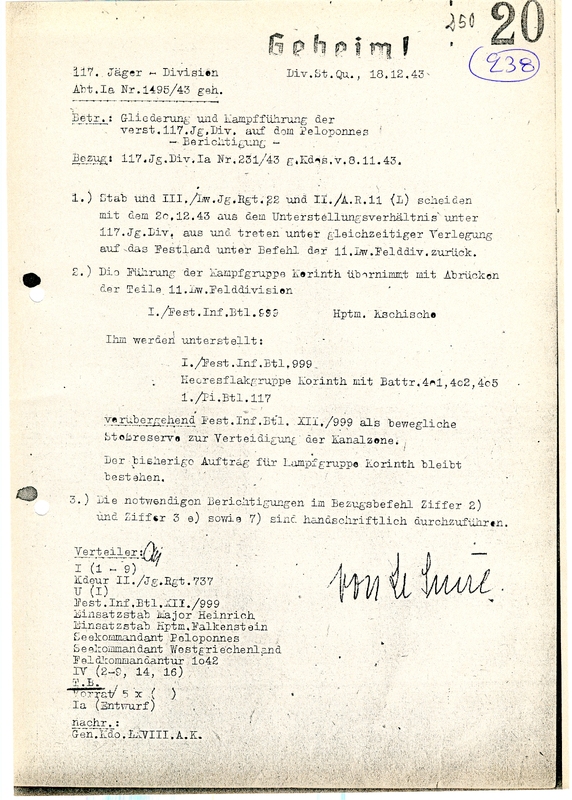 250
20
Geheim!
238
117. Jäger - Division Div.St.Qu., 18.12.43
Abt.Ia Nr.1495/43 geh.
Betr.: Gliederung und Kampfführung der
verst.117.Jg.Div. auf dem Peloponnes
- Berichtigung -
Bezug: 117.Jg.Div.Ia Nr.231/43 g.Kdos.v.8.11.43.
1.) Stab und III./Lw.Jg.Rgt.22 und II./A.R.11 (L) scheiden
mit dem 20.12.43 aus dem Unterstellungsverhältnis unter
117.Jg.Div. aus und treten unter gleichzeitiger Verlegung
auf das Festland unter Befehl der 11.Lw.Felddiv.zurück.
2.) Die Führung der Kampfgruppe Korinth übernimmt mit Abrücken
der Teile 11.Lw.Felddivision
I./Fest.Inf.Btl.999 Hptm. Kschische
Ihm werden unterstellt:
I./Fest.Inf.Btl.999
Heeresflakgruppe Korinth mit Battr.401,402,405
1./Pi.Btl.117
vorübergehend Fest.Inf.Btl. XII./999 als bewegliche
Stoßreserve zur Verteidigung der Kanalzone.
Der bisherige Auftrag für Kampfgruppe Korinth bleibt
bestehen.
3.) Die notwendigen Berichtigungen im Bezugsbefehl Ziffer 2)
und Ziffer 3 e) sowie 7) sind handschriftlich durchzuführen.
Verteiler:
I (1 - 9)
Kdeur II./Jg.Rgt.737
U (I)
Fest.Inf.Btl.XII./999
Einsatzstab Major Heinrich
Einsatzstab Hptm.Falkenstein
Seekommandant Peloponnes
Seekommandant Westgriechenland
Feldkommandantur 1042
IV (2-9, 14, 16)
T.B.
Vorrat 5 x ( )
Ia (Entwurf)
nachr.:
Gen.Kdo.LXVIII.A.K.
von Le Suire.